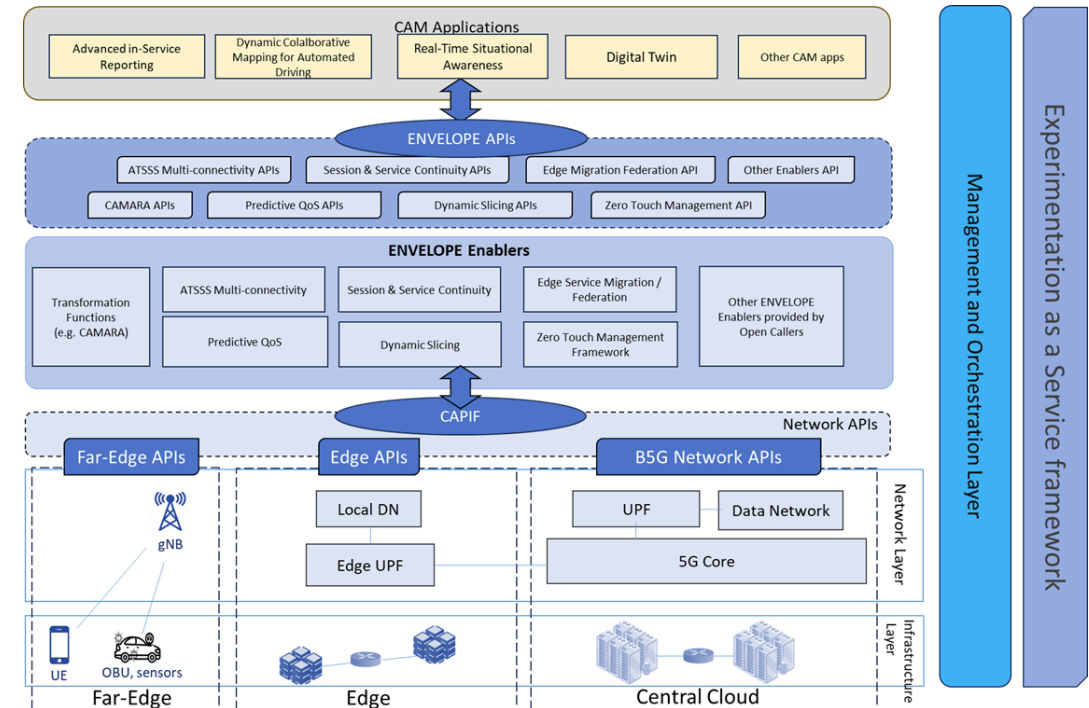 CAM Applications
Advanced in-Service
Reporting
Dynamic Colalborative
Mapping for Automated
Driving
Real-Time Situational
Awareness
Digital Twin
Other CAM apps
ENVELOPE APIs
ATSSS Multi-connectivity APIs
Session & Service Continuity APIs
Edge Migration Federation API
Other Enablers API
CAMARA APIs
Predictive QoS APIs
Dynamic Slicing APIs
Zero Touch Management API
ENVELOPE Enablers
Transformation
Functions
(e.g. CAMARA)
ATSSS Multi-connectivity
Session & Service Continuity
Edge Service Migration /
Federation
Other ENVELOPE
Enablers provided by
Open Callers
Predictive QoS
Dynamic Slicing
Zero Touch Management
Framework
CAPIF
Network APIs
Far-Edge APIs
Edge APIs
B5G Network APIs
gNB
Local DN
Edge UPF
UPF
Data Network
5G Core
Network Layer
UE
OBU, sensors
Infrastructure
Layer
Far-Edge
Edge
Central Cloud
Management and Orchestration Layer
Experimentation as a Service framework